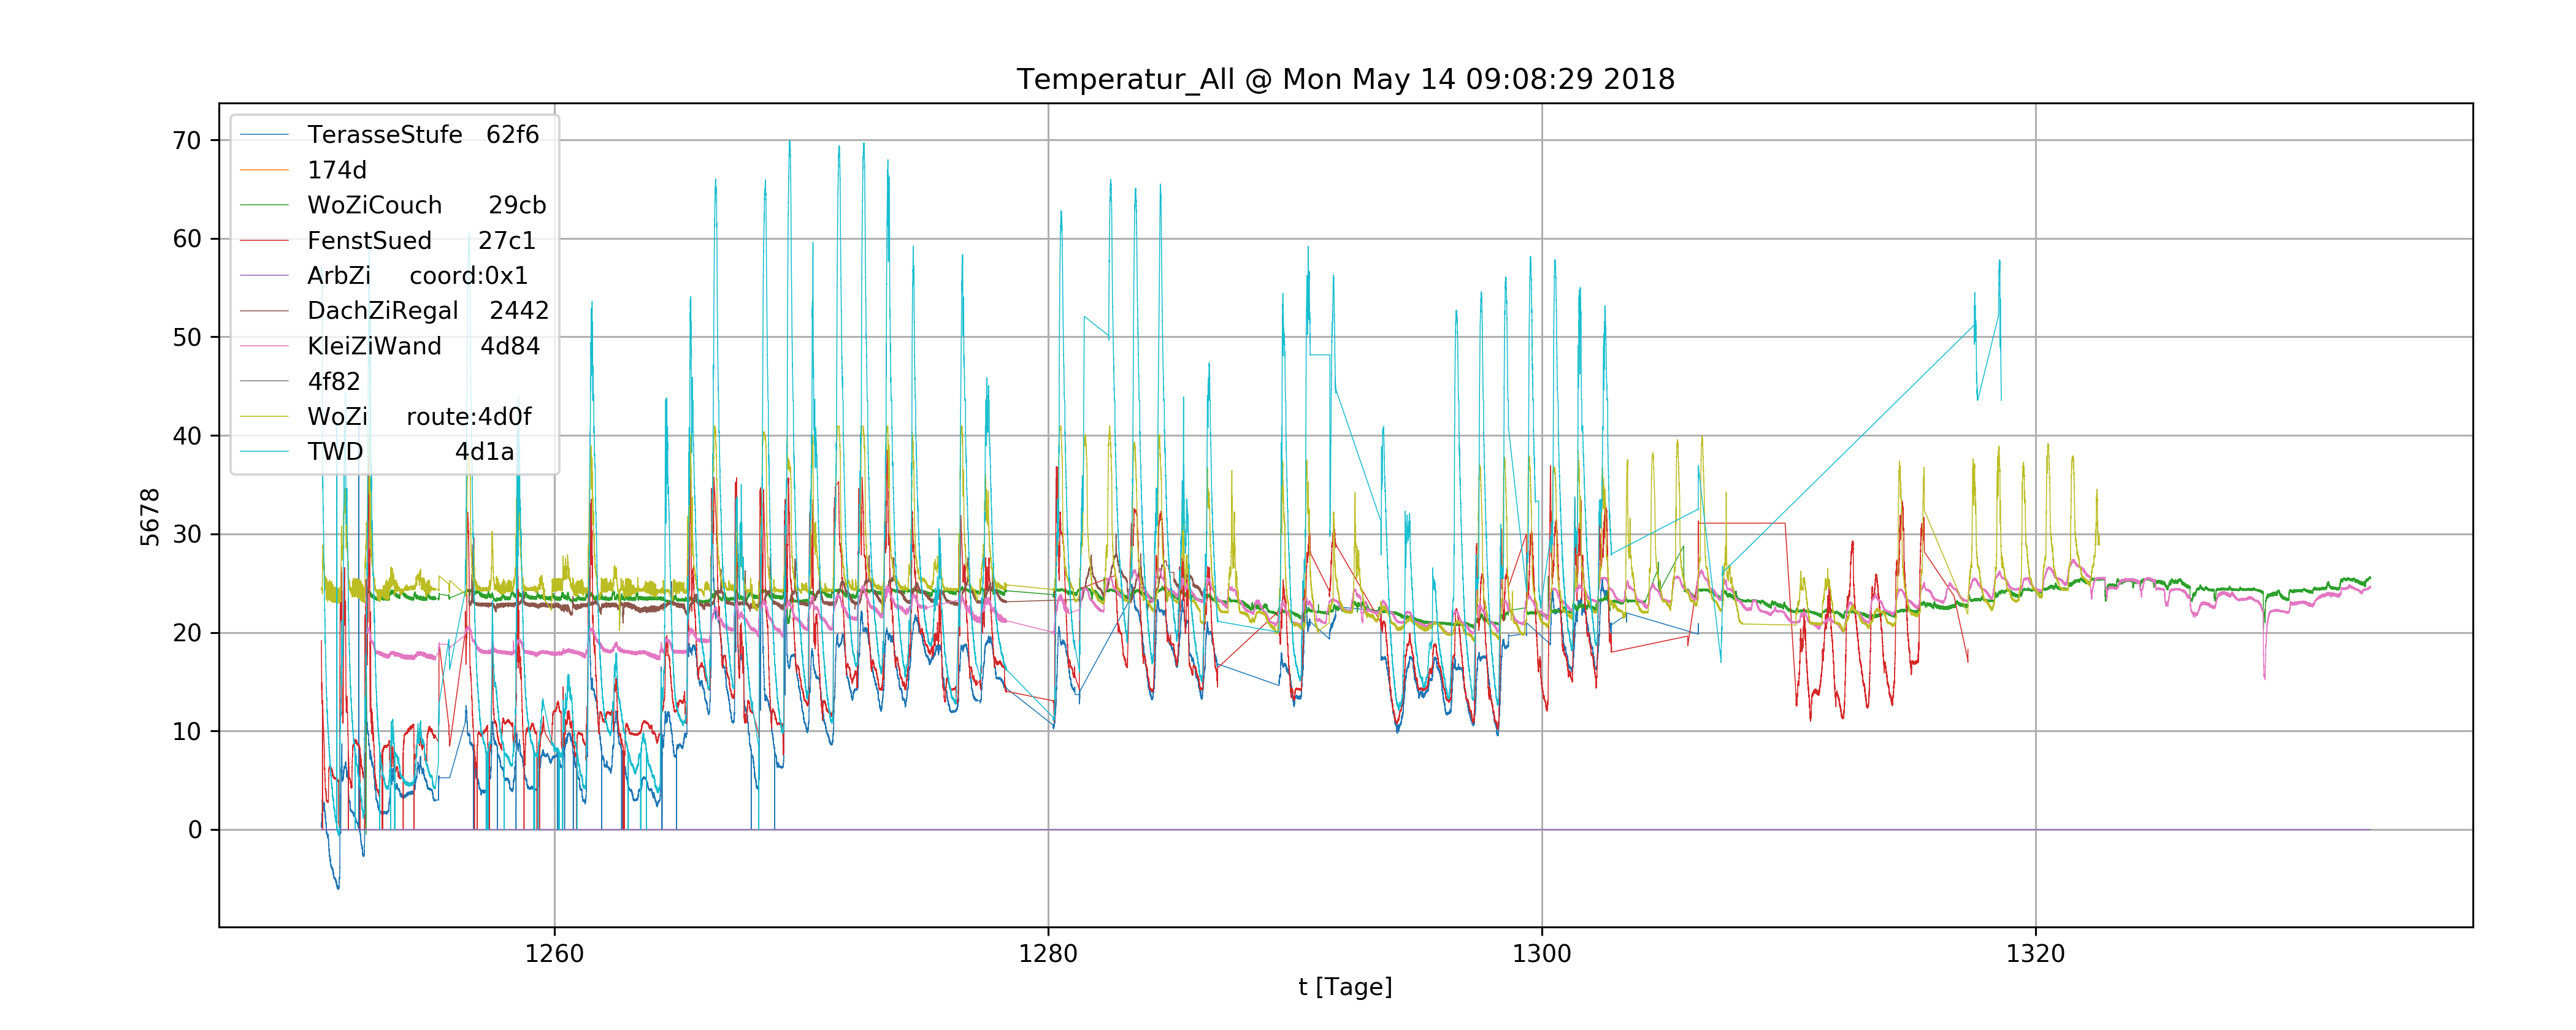 Temperatur_All @ Mon May 14 09:08:29 2018
TerasseStufe 62f6
174d
WoZiCouch 29cb
FenstSued 27c1
ArbZi coord:0x1
DachZiRegal 2442
KleiZiWand 4d84
4f82
WoZi route:4d0f
TWD 4d1a
70
60
50
40
30
20
10
0
5678
1260 1280 1300 1320
t [Tage]